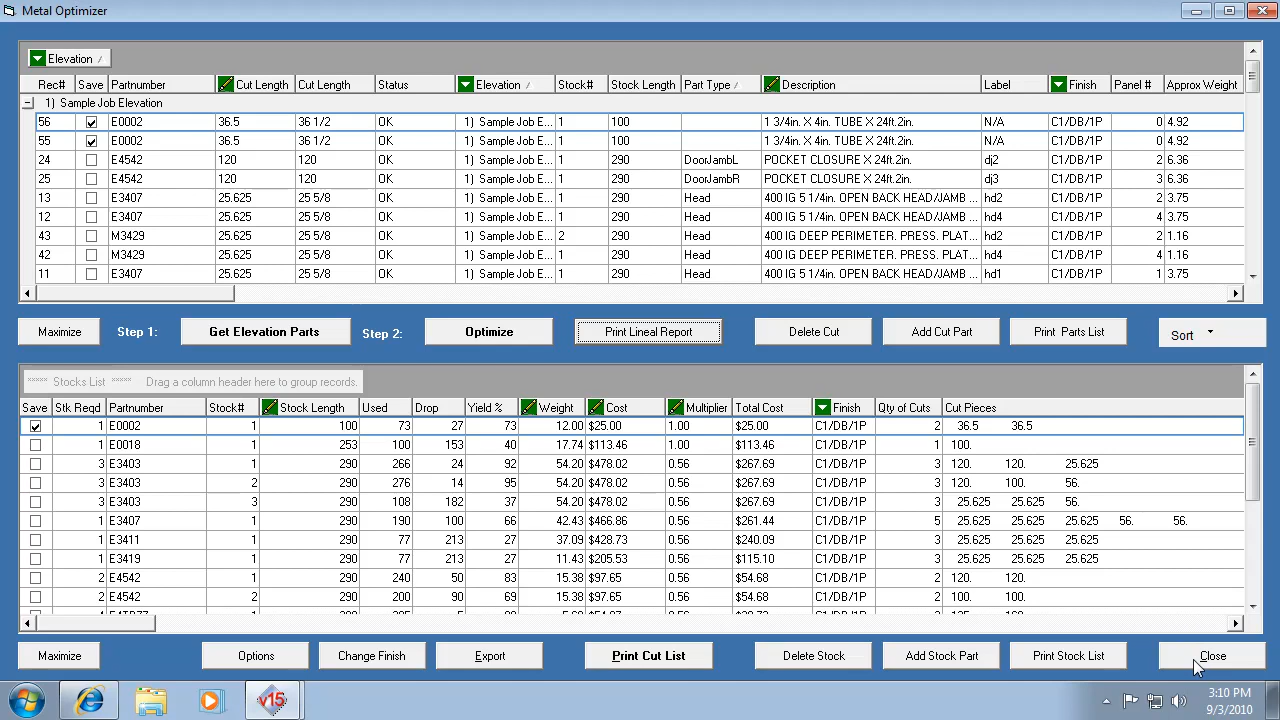 Metal Optimizer
Elevation
Rec# Save Partnumber Cut Length Cut Length Status Elevation Stock# Stock Length Part Type Description Label Finish Panel # Approx Weight
1) Sample Job Elevation
56 E0002 36.5 36 1/2 OK 1) Sample Job E... 1 100 1 3/4in. X 4in. TUBE X 24ft.2in. N/A C1/DB/1P 0 4.92
55 E0002 36.5 36 1/2 OK 1) Sample Job E... 1 100 1 3/4in. X 4in. TUBE X 24ft.2in. N/A C1/DB/1P 0 4.92
24 E4542 120 120 OK 1) Sample Job E... 1 290 DoorJambL POCKET CLOSURE X 24ft.2in. dj2 C1/DB/1P 2 6.36
25 E4542 120 120 OK 1) Sample Job E... 1 290 DoorJambR POCKET CLOSURE X 24ft.2in. dj3 C1/DB/1P 3 6.36
13 E3407 25.625 25 5/8 OK 1) Sample Job E... 1 290 Head 400 IG 5 1/4in. OPEN BACK HEAD/JAMB ... hd2 C1/DB/1P 2 3.75
12 E3407 25.625 25 5/8 OK 1) Sample Job E... 1 290 Head 400 IG 5 1/4in. OPEN BACK HEAD/JAMB ... hd4 C1/DB/1P 4 3.75
43 M3429 25.625 25 5/8 OK 1) Sample Job E... 2 290 Head 400 IG DEEP PERIMETER. PRESS. PLAT... hd2 C1/DB/1P 2 1.16
42 M3429 25.625 25 5/8 OK 1) Sample Job E... 1 290 Head 400 IG DEEP PERIMETER. PRESS. PLAT... hd4 C1/DB/1P 4 1.16
11 E3407 25.625 25 5/8 OK 1) Sample Job E... 1 290 Head 400 IG 5 1/4in. OPEN BACK HEAD/JAMB ... hd1 C1/DB/1P 1 3.75
Maximize Step 1: Get Elevation Parts Step 2: Optimize Print Lineal Report Delete Cut Add Cut Part Print Parts List Sort
***** Stocks List ***** Drag a column header here to group records.
Save Stk Reqd Partnumber Stock# Stock Length Used Drop Yield % Weight Cost Multiplier Total Cost Finish Qty of Cuts Cut Pieces
1 E0002 1 100 73 27 73 12.00 $25.00 1.00 $25.00 C1/DB/1P 2 36.5 36.5
1 E0018 1 253 100 153 40 17.74 $113.46 1.00 $113.46 C1/DB/1P 1 100.
3 E3403 1 290 266 24 92 54.20 $478.02 0.56 $267.69 C1/DB/1P 3 120. 120. 25.625
3 E3403 2 290 276 14 95 54.20 $478.02 0.56 $267.69 C1/DB/1P 3 120. 100. 56.
3 E3403 3 290 108 182 37 54.20 $478.02 0.56 $267.69 C1/DB/1P 3 25.625 25.625 56.
1 E3407 1 290 190 100 66 42.43 $466.86 0.56 $261.44 C1/DB/1P 5 25.625 25.625 25.625 56. 56.
1 E3411 1 290 77 213 27 37.09 $428.73 0.56 $240.09 C1/DB/1P 3 25.625 25.625 25.625
1 E3419 1 290 77 213 27 11.43 $205.53 0.56 $115.10 C1/DB/1P 3 25.625 25.625 25.625
2 E4542 1 290 240 50 83 15.38 $97.65 0.56 $54.68 C1/DB/1P 2 120. 120.
2 E4542 2 290 200 90 69 15.38 $97.65 0.56 $54.68 C1/DB/1P 2 100. 100.
Maximize Options Change Finish Export Print Cut List Delete Stock Add Stock Part Print Stock List Close
v15
3:10 PM
9/3/2010